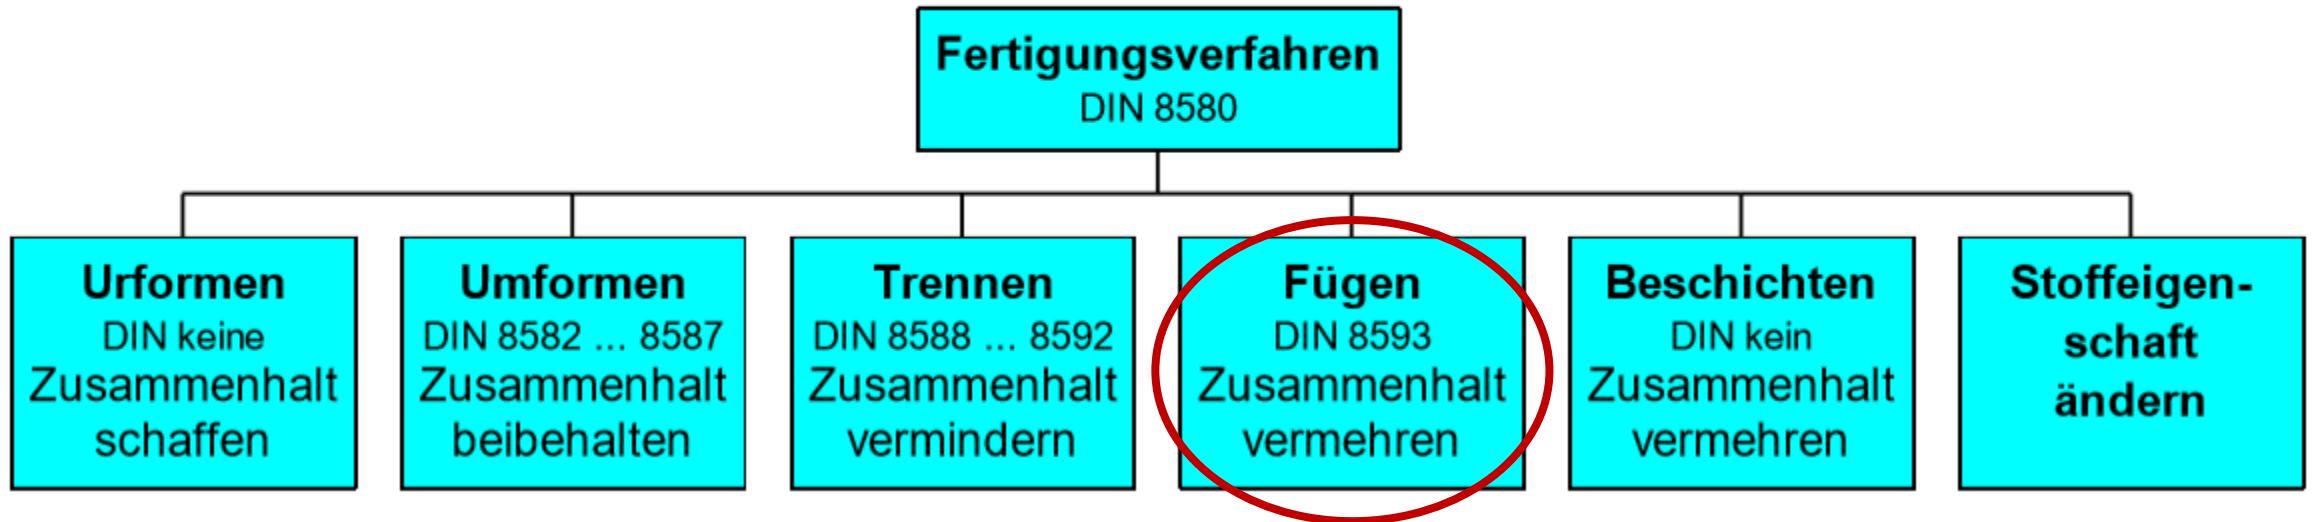 Fertigungsverfahren
DIN 8580
Urformen
DIN keine
Zusammenhalt
schaffen
Umformen
DIN 8582 ... 8587
Zusammenhalt
beibehalten
Trennen
DIN 8588 ... 8592
Zusammenhalt
vermindern
Fügen
DIN 8593
Zusammenhalt
vermehren
Beschichten
DIN kein
Zusammenhalt
vermehren
Stoffeigen-
schaft
ändern